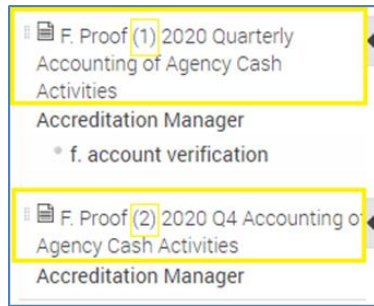 F. Proof (1) 2020 Quarterly
Accounting of Agency Cash
Activities
Accreditation Manager
f. account verification
F. Proof (2) 2020 Q4 Accounting of
Agency Cash Activities
Accreditation Manager